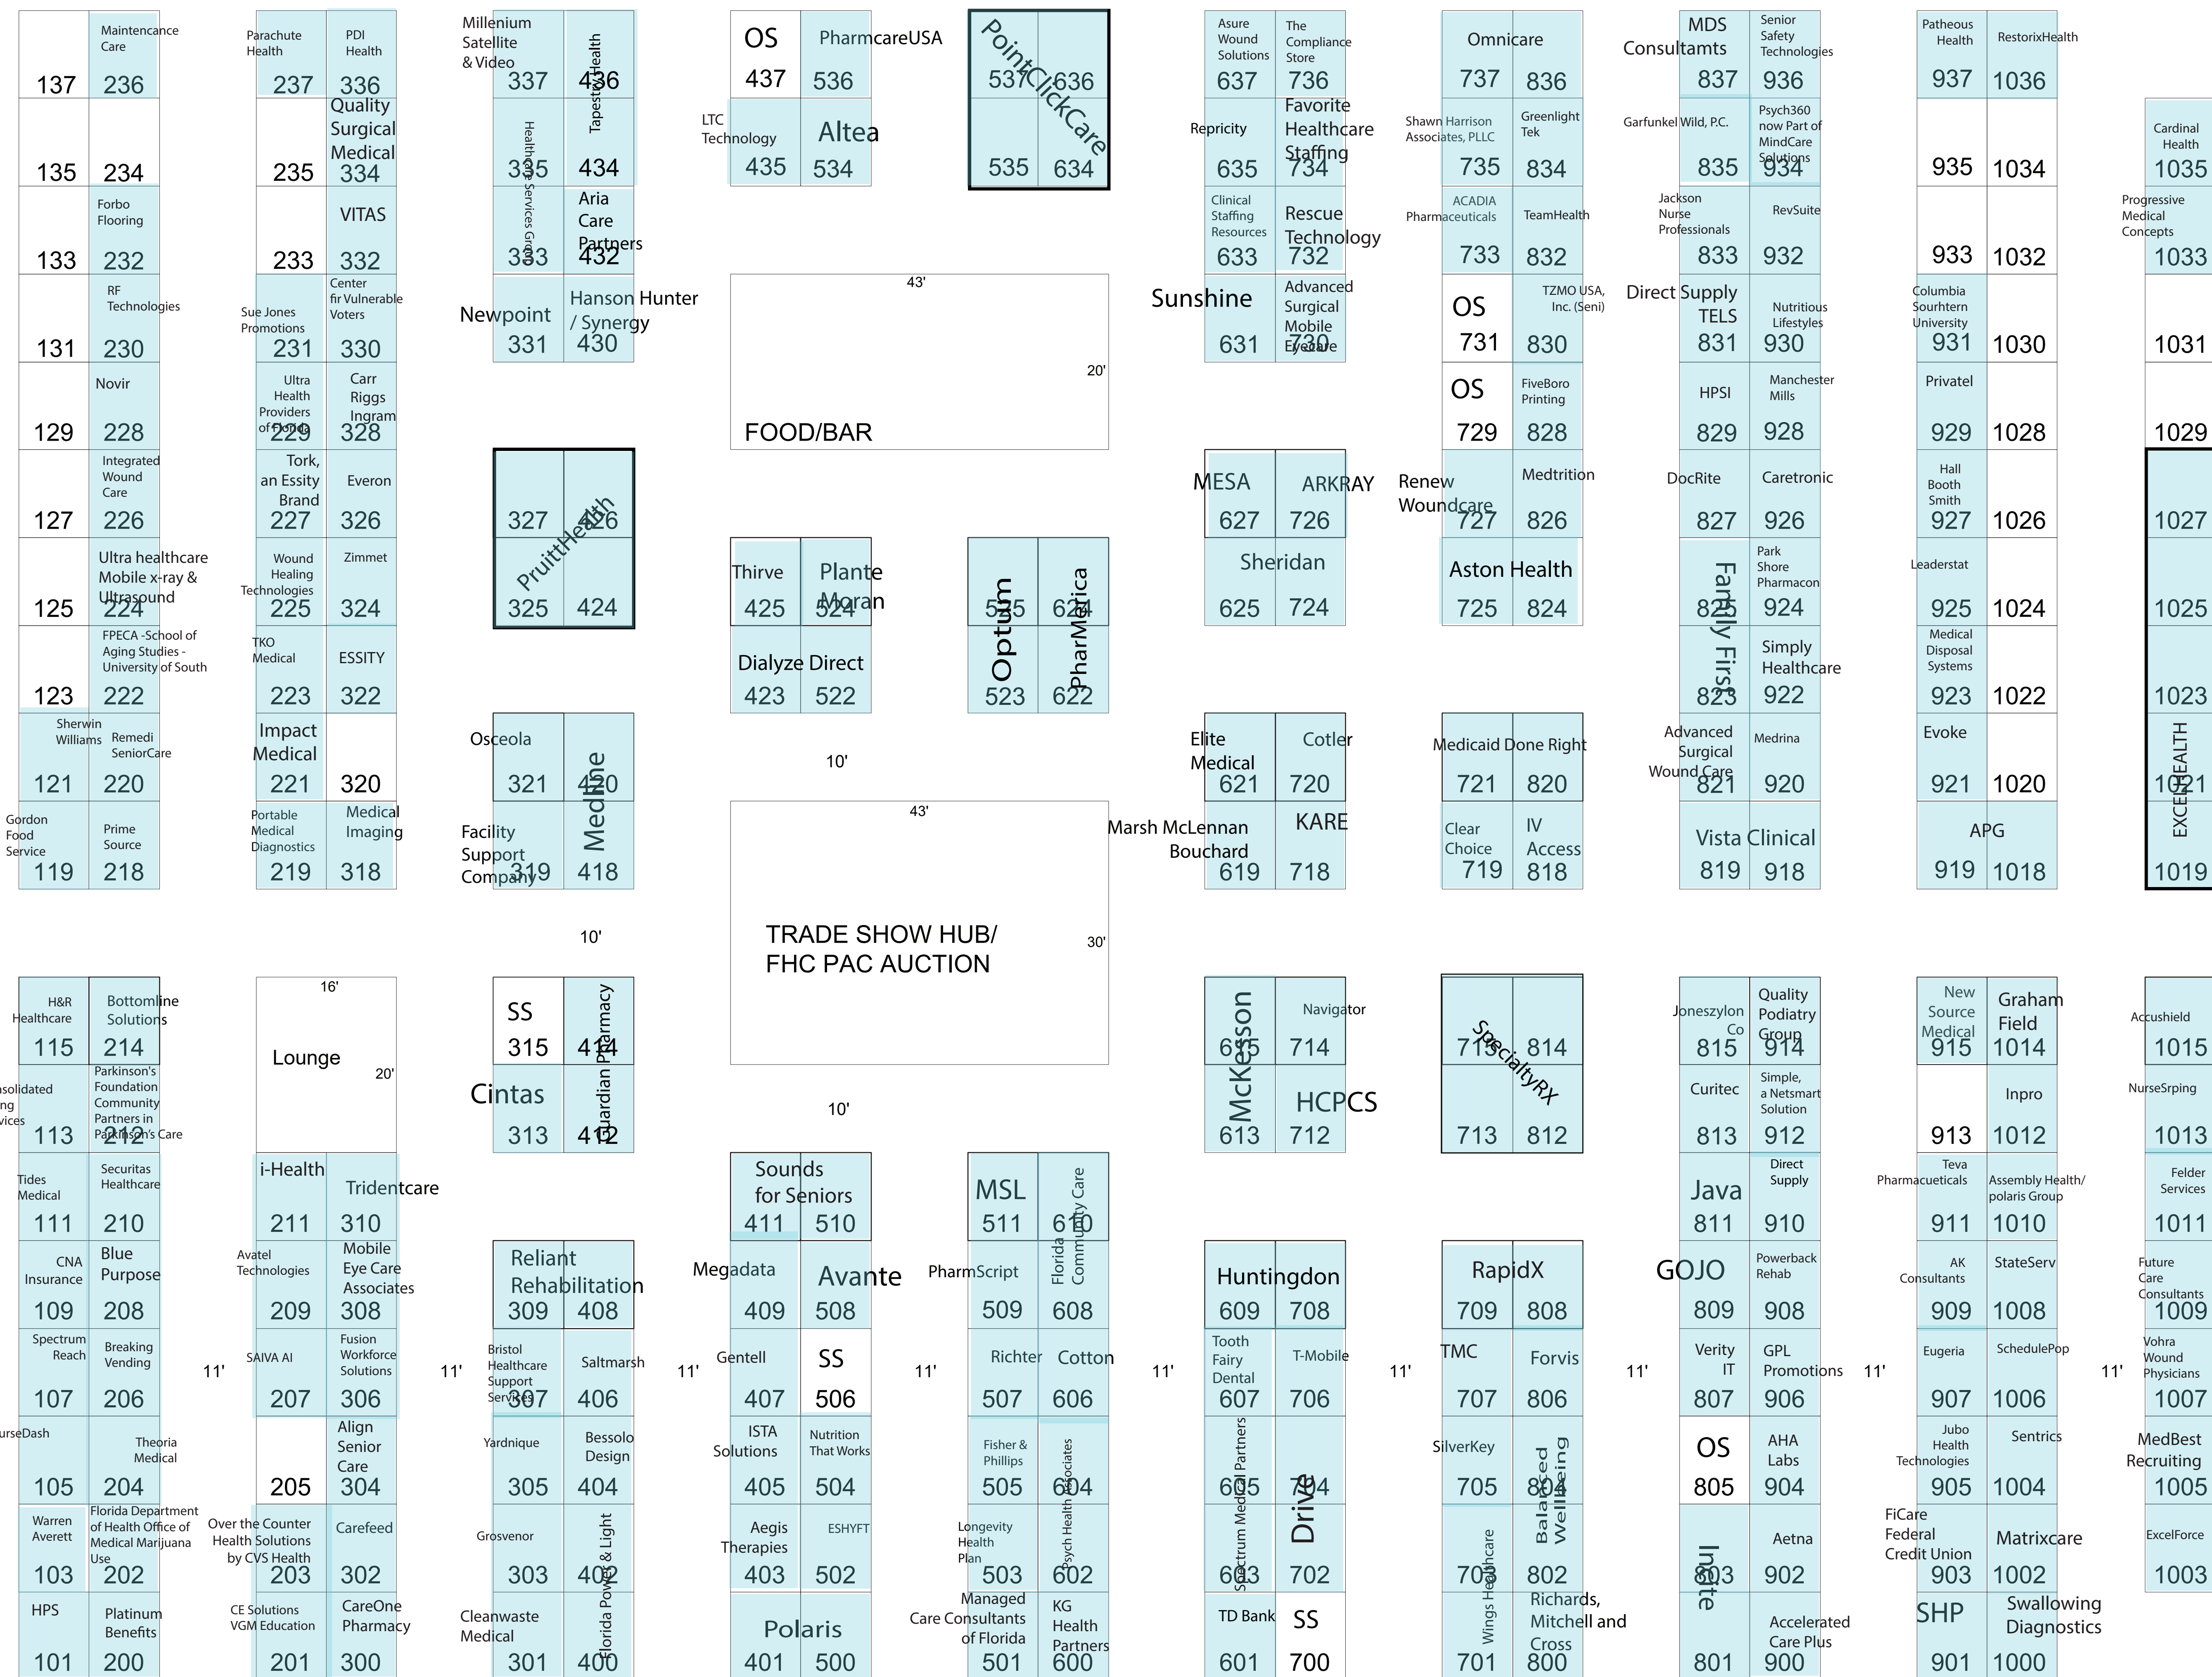 Maintencance
Care
137
236
Parachute
Health
PDI
Health
237
336
Millenium
Satellite
& Video
337
Tapestry Health
436
434
OS
437
PharmcareUSA
536
PointClickCare
537
636
535
634
Asure
Wound
Solutions
637
The
Compliance
Store
736
Omnicare
737
836
MDS
Consultamts
837
Senior
Safety
Technologies
936
Patheous
Health
937
RestorixHealth
1036
135
234
235
Quality
Surgical
Medical
334
Healthcare Services Group
335
333
LTC
Technology
435
Altea
534
Repricity
635
Favorite
Healthcare
Staffing
734
Shawn Harrison
Associates, PLLC
735
Greenlight
Tek
834
Garfunkel Wild, P.C.
835
Psych360
now Part of
MindCare
Solutions
934
935
1034
Cardinal
Health
1035
133
Forbo
Flooring
232
233
VITAS
332
Aria
Care
Partners
432
Clinical
Staffing
Resources
633
Rescue
Technology
732
ACADIA
Pharmaceuticals
733
TeamHealth
832
Jackson
Nurse
Professionals
833
RevSuite
932
933
1032
Progressive
Medical
Concepts
1033
131
RF
Technologies
230
Sue Jones
Promotions
231
Center
fir Vulnerable
Voters
330
Newpoint
331
Hanson Hunter
/ Synergy
430
43'
20'
FOOD/BAR
Sunshine
631
Advanced
Surgical
Mobile
Eyecare
730
OS
731
TZMO USA,
Inc. (Seni)
830
Direct Supply
TELS
831
Nutritious
Lifestyles
930
Columbia
Sourhtern
University
931
1030
1031
129
Novir
228
Ultra
Health
Providers
of Florida
229
Carr
Riggs
Ingram
328
OS
729
FiveBoro
Printing
828
HPSI
829
Manchester
Mills
928
Privatel
929
1028
1029
127
Integrated
Wound
Care
226
Tork,
an Essity
Brand
227
Everon
326
PruittHealth
327
426
325
424
MESA
627
ARKRAY
726
Renew
Woundcare
727
Medtrition
826
DocRite
827
Caretronic
926
Hall
Booth
Smith
927
1026
1027
125
Ultra healthcare
Mobile x-ray &
Ultrasound
224
Wound
Healing
Technologies
225
Zimmet
324
Thirve
425
Plante
Moran
524
Optum
525
523
PharMerica
624
622
Sheridan
625
724
Aston Health
725
824
Family First
825
823
Park
Shore
Pharmacon
924
Leaderstat
925
1024
1025
123
FPECA -School of
Aging Studies -
University of South
222
TKO
Medical
223
ESSITY
322
Dialyze Direct
423
522
Simply
Healthcare
922
Medical
Disposal
Systems
923
1022
1023
Sherwin
Williams
121
Remedi
SeniorCare
220
Impact
Medical
221
320
Osceola
321
Medline
420
418
10'
Elite
Medical
621
Cotler
720
Medicaid Done Right
721
820
Advanced
Surgical
Wound Care
821
Medrina
920
Evoke
921
1020
EXCELHEALTH
1021
1019
Gordon
Food
Service
119
Prime
Source
218
Portable
Medical
Diagnostics
219
Medical
Imaging
318
Facility
Support
Company
319
43'
30'
TRADE SHOW HUB/
FHC PAC AUCTION
Marsh McLennan
Bouchard
619
KARE
718
Clear
Choice
719
IV
Access
818
Vista Clinical
819
918
APG
919
1018
10'
H&R
Healthcare
115
Bottomline
Solutions
214
16'
Lounge
20'
SS
315
Guardian Pharmacy
414
412
McKesson
615
613
Navigator
714
SpecialtyRX
715
814
713
812
Joneszylon
Co
815
Quality
Podiatry
Group
914
New
Source
Medical
915
Graham
Field
1014
Accushield
1015
113
Parkinson's
Foundation
Community
Partners in
Parkinson's Care
212
Cintas
313
10'
HCPCS
712
Curitec
813
Simple,
a Netsmart
Solution
912
913
Inpro
1012
NurseSrping
1013
Tides
Medical
111
Securitas
Healthcare
210
i-Health
211
Tridentcare
310
Sounds
for Seniors
411
510
MSL
511
Florida
Community Care
610
608
Java
811
Direct
Supply
910
Teva
Pharmacueticals
911
Assembly Health/
polaris Group
1010
Felder
Services
1011
CNA
Insurance
109
Blue
Purpose
208
Avatel
Technologies
209
Mobile
Eye Care
Associates
308
Reliant
Rehabilitation
309
408
Megadata
409
Avante
508
PharmScript
509
Huntingdon
609
708
RapidX
709
808
GOJO
809
Powerback
Rehab
908
AK
Consultants
909
StateServ
1008
Future
Care
Consultants
1009
Spectrum
Reach
107
Breaking
Vending
206
11'
SAIVA AI
207
Fusion
Workforce
Solutions
306
11'
Bristol
Healthcare
Support
Services
307
Saltmarsh
406
11'
Gentell
407
SS
506
11'
Richter
507
Cotton
606
11'
Tooth
Fairy
Dental
607
T-Mobile
706
11'
TMC
707
Forvis
806
11'
Verity
IT
807
GPL
Promotions
906
11'
Eugeria
907
SchedulePop
1006
11'
Vohra
Wound
Physicians
1007
105
Theoria
Medical
204
205
Align
Senior
Care
304
Yardnique
305
Bessolo
Design
404
ISTA
Solutions
405
Nutrition
That Works
504
Fisher &
Phillips
505
Psych Health Associates
604
602
Spectrum Medical Partners
605
603
Drive
704
702
SilverKey
705
Balanced
Wellbeing
804
802
OS
805
AHA
Labs
904
Jubo
Health
Technologies
905
Sentrics
1004
MedBest
Recruiting
1005
Warren
Averett
103
Florida Department
of Health Office of
Medical Marijuana
Use
202
Over the Counter
Health Solutions
by CVS Health
203
Carefeed
302
Grosvenor
303
Florida Power & Light
402
400
Aegis
Therapies
403
ESHYFT
502
Longevity
Health
Plan
503
Wings Healthcare
703
701
Incite
803
801
Aetna
902
FiCare
Federal
Credit Union
903
Matrixcare
1002
ExcelForce
1003
HPS
101
Platinum
Benefits
200
CE Solutions
VGM Education
201
CareOne
Pharmacy
300
Cleanwaste
Medical
301
Polaris
401
500
Managed
Care Consultants
of Florida
501
KG
Health
Partners
600
TD Bank
601
SS
700
Richards,
Mitchell and
Cross
800
Accelerated
Care Plus
900
SHP
901
Swallowing
Diagnostics
1000